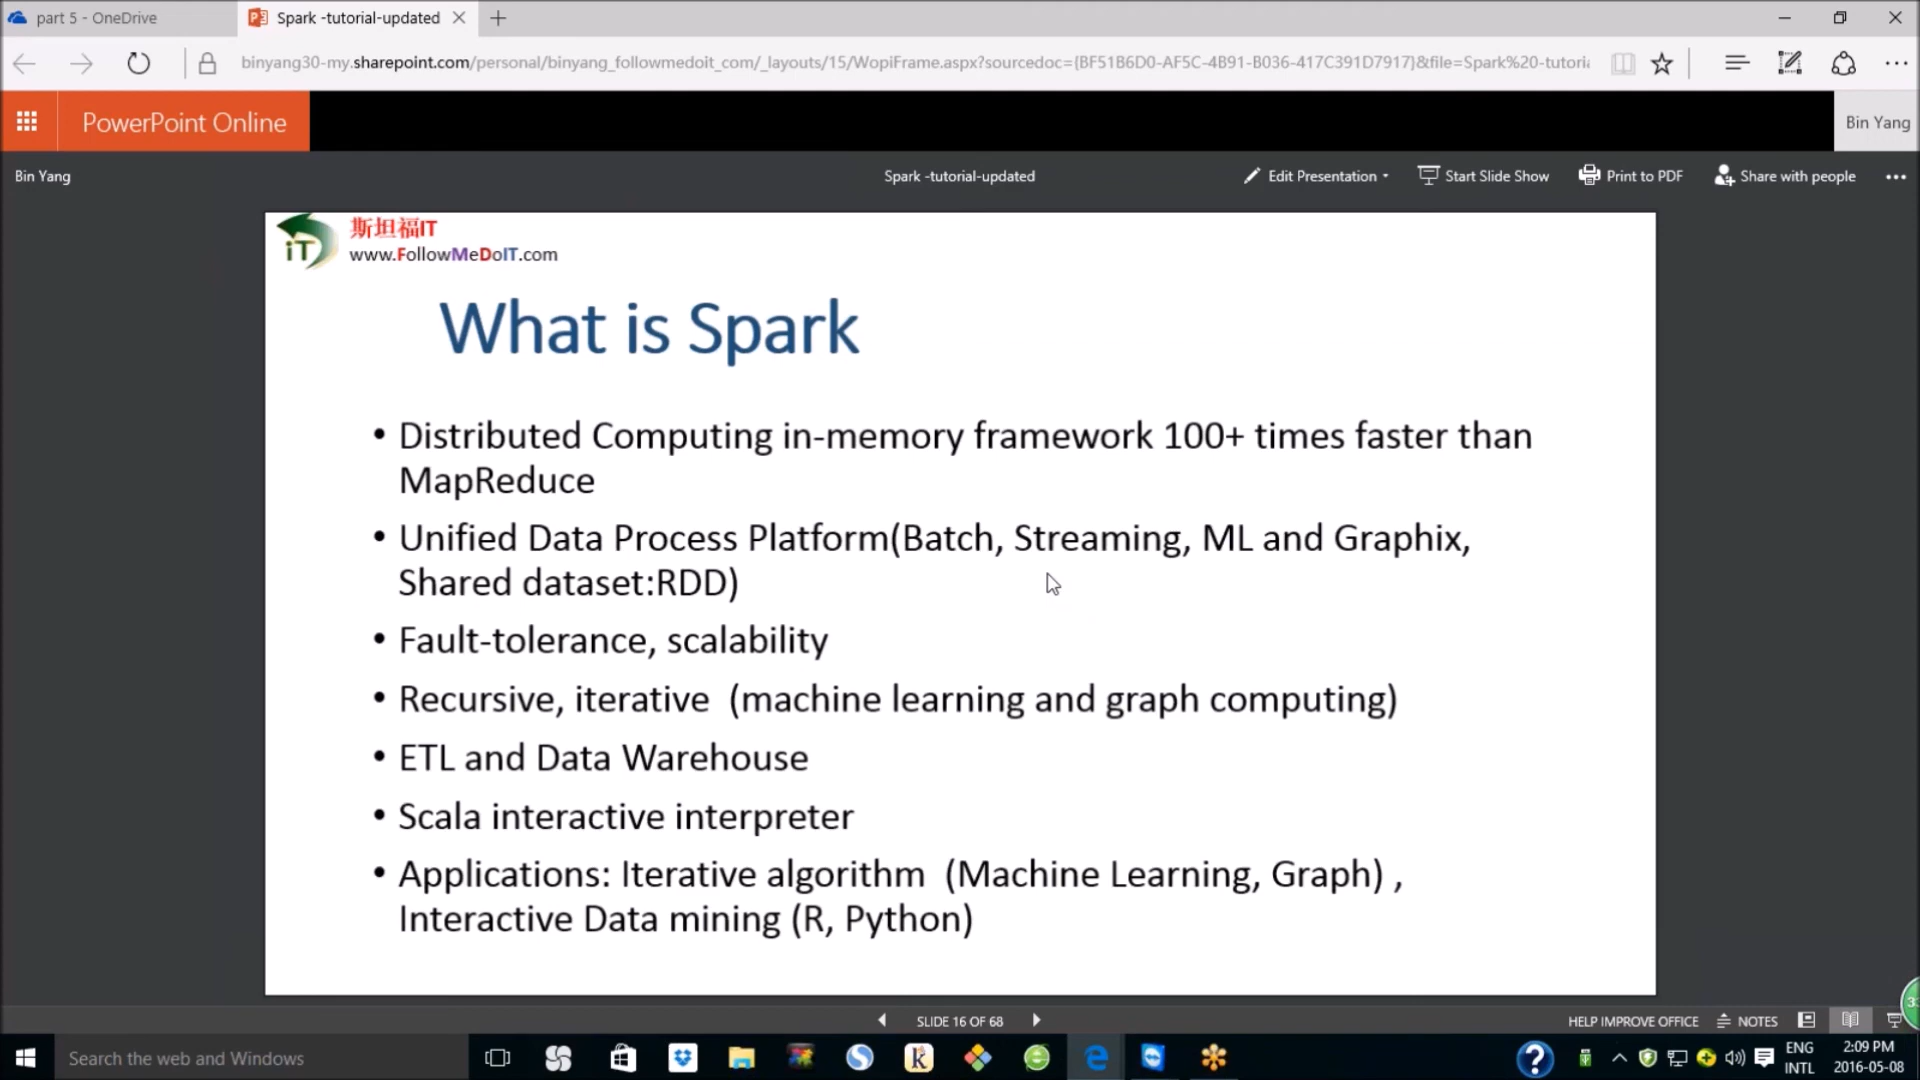 part 5 - OneDrive
Spark -tutorial-updated
binyang30-my.sharepoint.com/personal/binyang_followmedoit_com/_layouts/15/WopiFrame.aspx?sourcedoc={BF51B6D0-AF5C-4B91-B036-417C391D7917}&file=Spark%20-tutoria
PowerPoint Online
Bin Yang
Bin Yang
Spark -tutorial-updated
Edit Presentation
Start Slide Show
Print to PDF
Share with people
iT
斯坦福IT
www.FollowMeDoIT.com
What is Spark
• Distributed Computing in-memory framework 100+ times faster than
MapReduce
• Unified Data Process Platform(Batch, Streaming, ML and Graphix,
Shared dataset:RDD)
• Fault-tolerance, scalability
• Recursive, iterative (machine learning and graph computing)
• ETL and Data Warehouse
• Scala interactive interpreter
• Applications: Iterative algorithm (Machine Learning, Graph) ,
Interactive Data mining (R, Python)
SLIDE 16 OF 68
HELP IMPROVE OFFICE
NOTES
Search the web and Windows
ENG
INTL
2:09 PM
2016-05-08